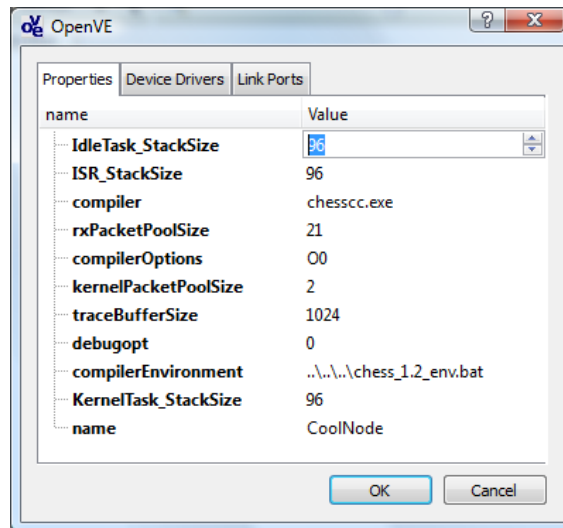 OpenVE
Properties Device Drivers Link Ports
name Value
IdleTask_StackSize 96
ISR_StackSize 96
compiler chesscc.exe
rxPacketPoolSize 21
compilerOptions O0
kernelPacketPoolSize 2
traceBufferSize 1024
debugopt 0
compilerEnvironment ..\..\..\chess_1.2_env.bat
KernelTask_StackSize 96
name CoolNode
OK Cancel